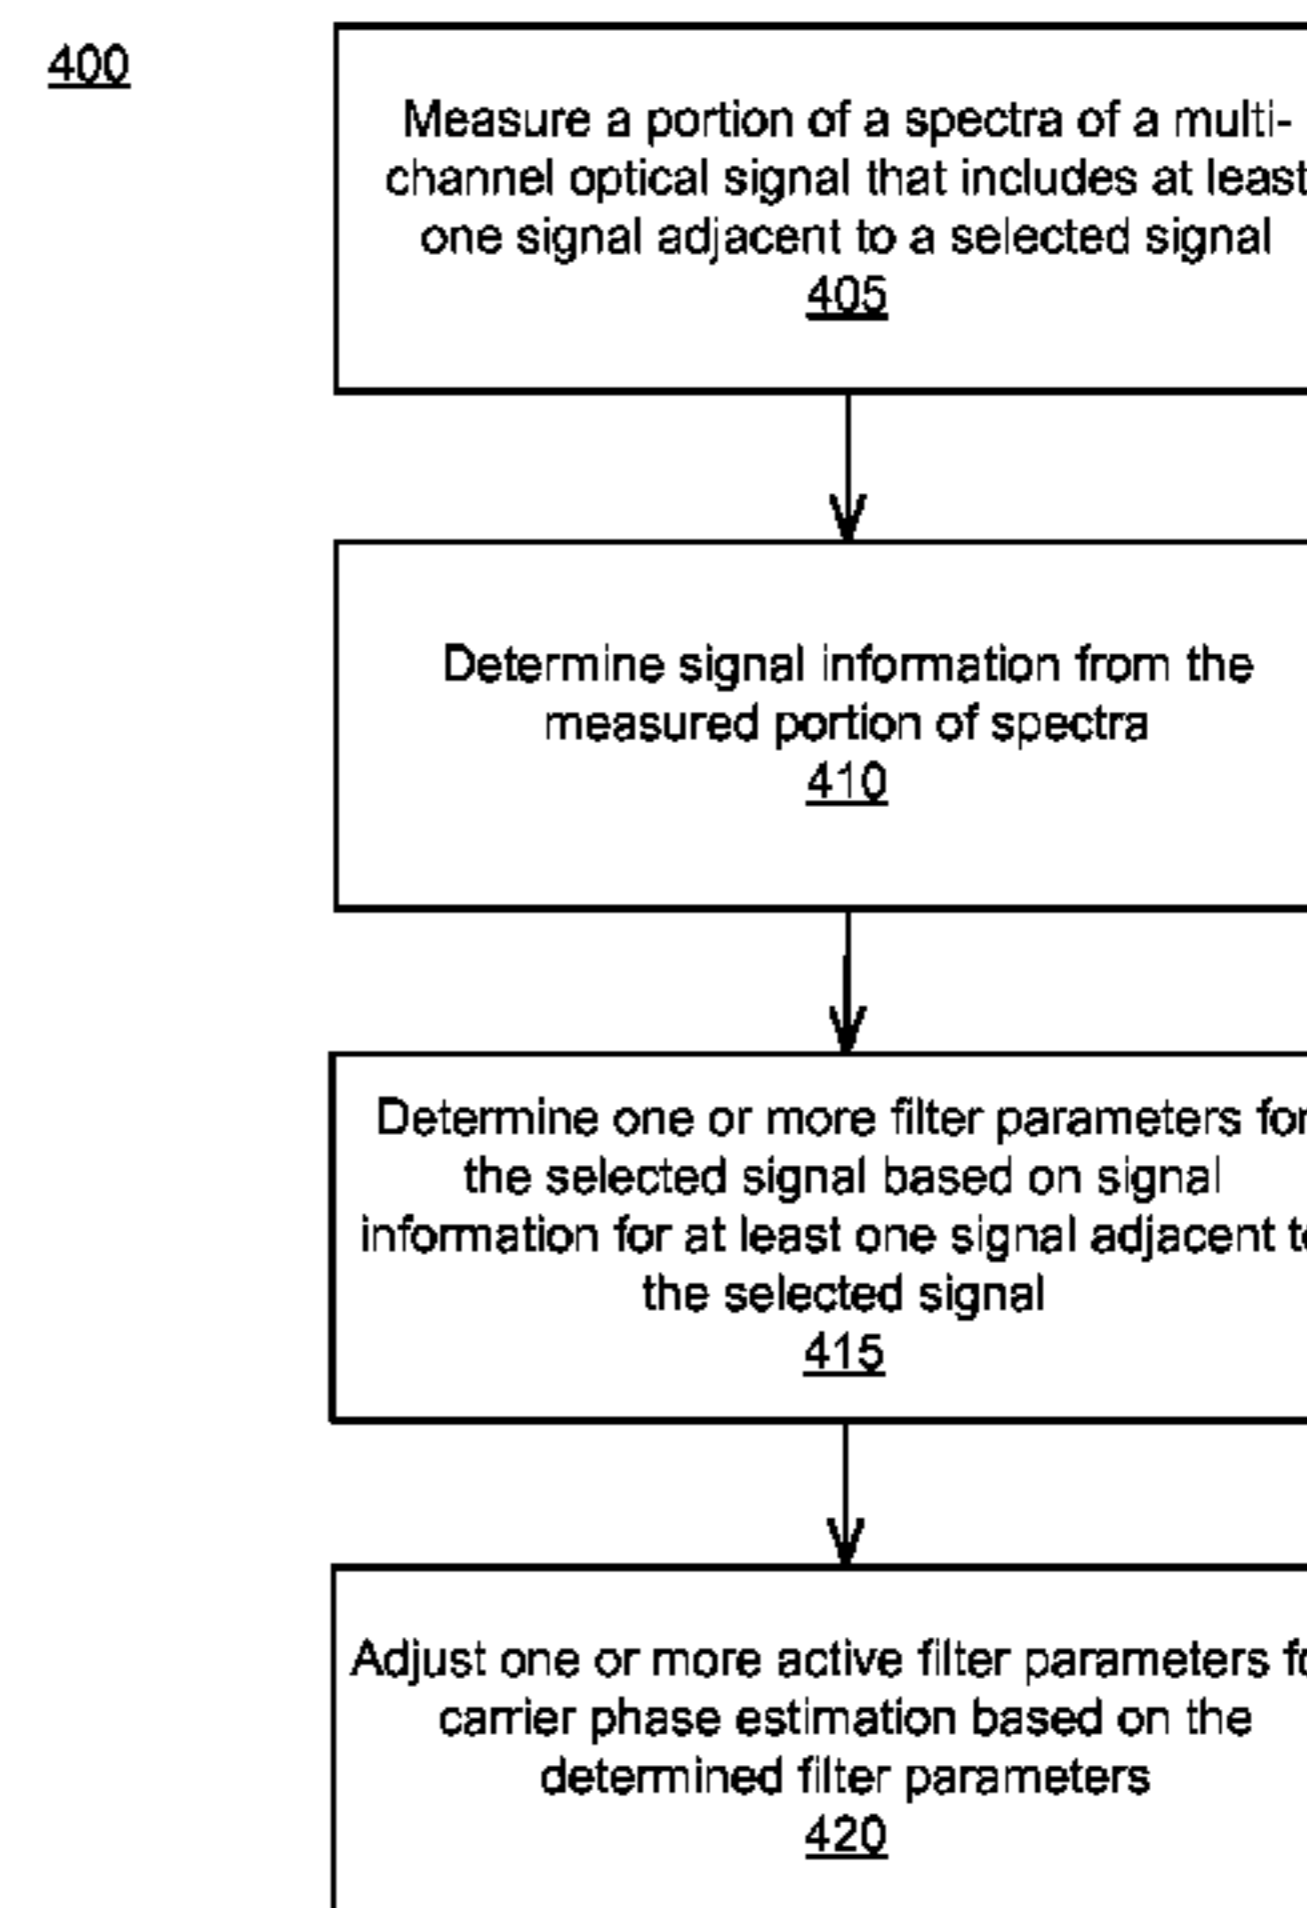 400
Measure a portion of a spectra of a multi-
channel optical signal that includes at least
one signal adjacent to a selected signal
405
Determine signal information from the
measured portion of spectra
410
Determine one or more filter parameters for
the selected signal based on signal
information for at least one signal adjacent to
the selected signal
415
Adjust one or more active filter parameters fo
carrier phase estimation based on the
determined filter parameters
420